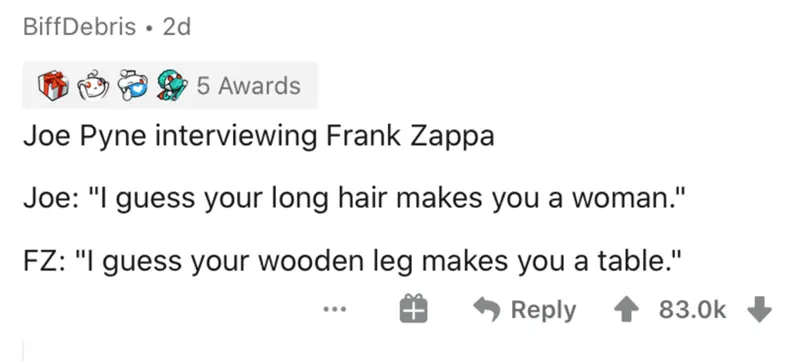 BiffDebris • 2d
5 Awards
Joe Pyne interviewing Frank Zappa
Joe: "I guess your long hair makes you a woman."
FZ: "I guess your wooden leg makes you a table."
... Reply 83.0k